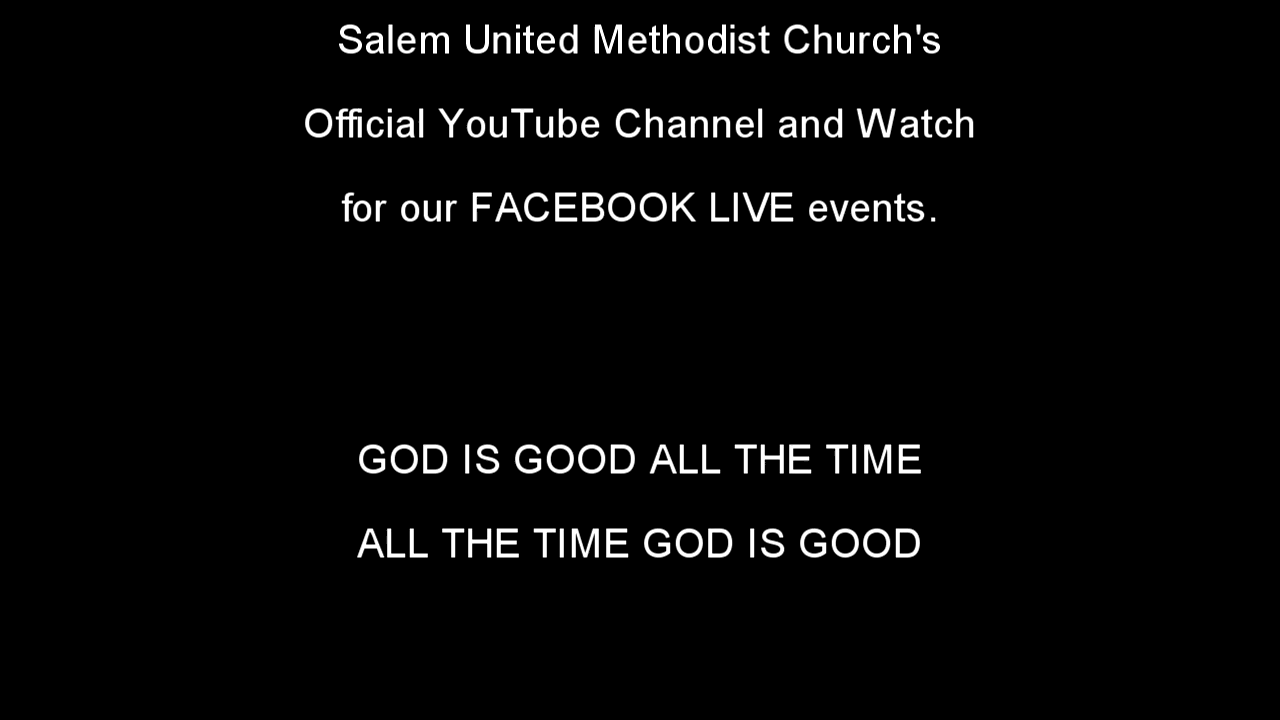 Salem United Methodist Church's
Official YouTube Channel and Watch
for our FACEBOOK LIVE events.
GOD IS GOOD ALL THE TIME
ALL THE TIME GOD IS GOOD